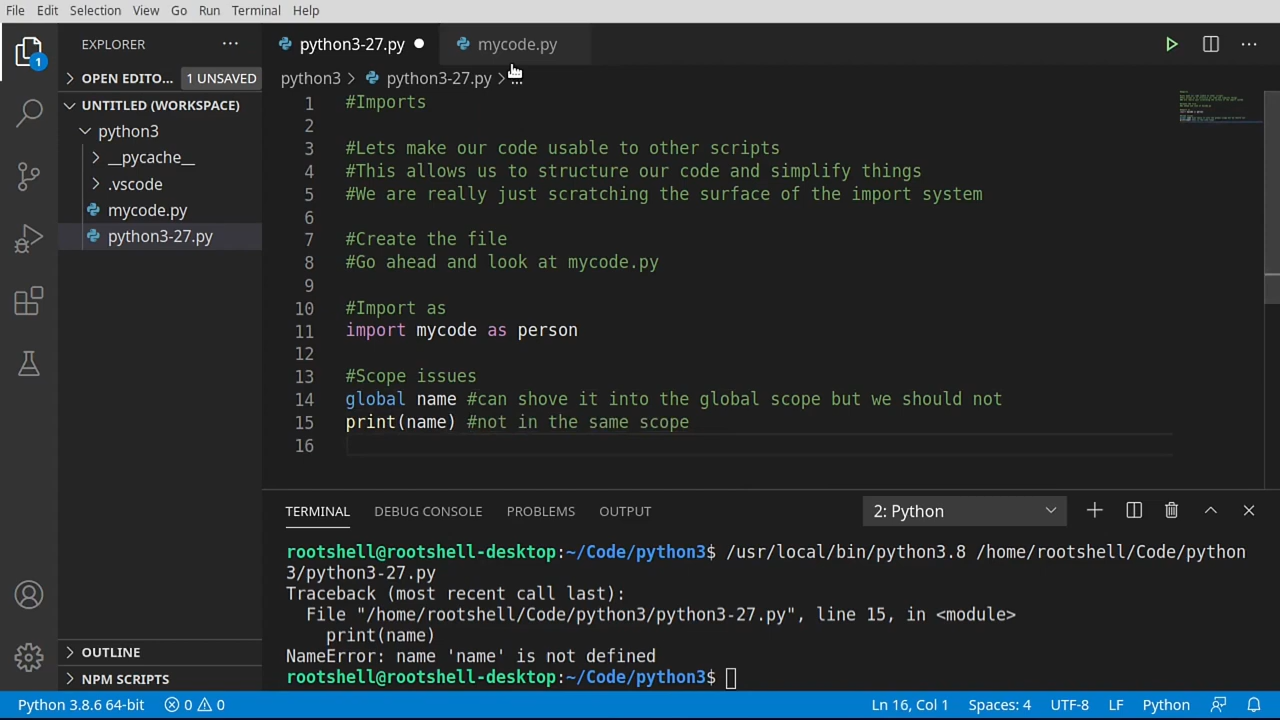 File Edit Selection View Go Run Terminal Help
EXPLORER
python3-27.py
mycode.py
OPEN EDITO... 1 UNSAVED
python3 > python3-27.py > ...
UNTITLED (WORKSPACE)
python3
__pycache__
.vscode
mycode.py
python3-27.py
1
1 #Imports
2
3 #Lets make our code usable to other scripts
4 #This allows us to structure our code and simplify things
5 #We are really just scratching the surface of the import system
6
7 #Create the file
8 #Go ahead and look at mycode.py
9
10 #Import as
11 import mycode as person
12
13 #Scope issues
14 global name #can shove it into the global scope but we should not
15 print(name) #not in the same scope
16
TERMINAL DEBUG CONSOLE PROBLEMS OUTPUT 2: Python
rootshell@rootshell-desktop:~/Code/python3$ /usr/local/bin/python3.8 /home/rootshell/Code/python
3/python3-27.py
Traceback (most recent call last):
File "/home/rootshell/Code/python3/python3-27.py", line 15, in <module>
print(name)
NameError: name 'name' is not defined
rootshell@rootshell-desktop:~/Code/python3$
OUTLINE
NPM SCRIPTS
Python 3.8.6 64-bit 0 0 Ln 16, Col 1 Spaces: 4 UTF-8 LF Python